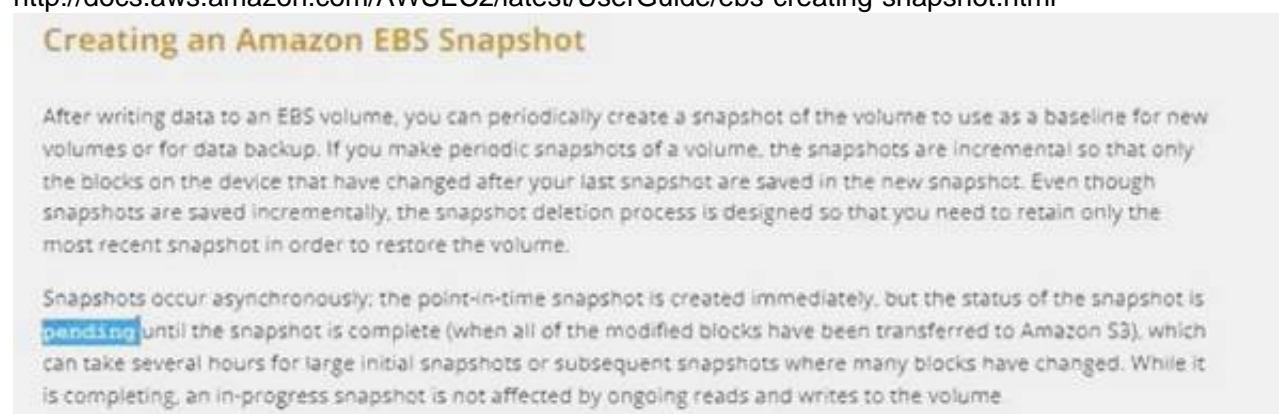 http://docs.aws.amazon.com/AWSEC2/latest/UserGuide/ebs-creating-snapshot.html
Creating an Amazon EBS Snapshot
After writing data to an EBS volume, you can periodically create a snapshot of the volume to use as a baseline for new
volumes or for data backup. If you make periodic snapshots of a volume, the snapshots are incremental so that only
the blocks on the device that have changed after your last snapshot are saved in the new snapshot. Even though
snapshots are saved incrementally, the snapshot deletion process is designed so that you need to retain only the
most recent snapshot in order to restore the volume.
Snapshots occur asynchronously; the point-in-time snapshot is created immediately, but the status of the snapshot is
pending until the snapshot is complete (when all of the modified blocks have been transferred to Amazon S3), which
can take several hours for large initial snapshots or subsequent snapshots where many blocks have changed. While it
is completing, an in-progress snapshot is not affected by ongoing reads and writes to the volume.